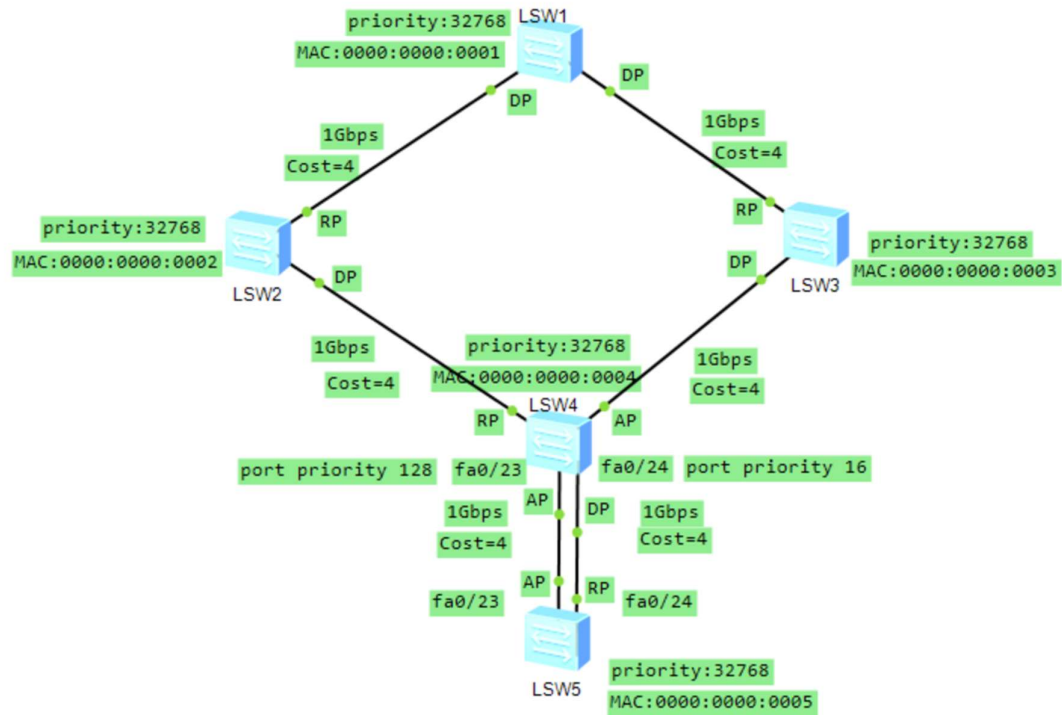 LSW1
priority:32768
MAC:0000:0000:0001
DP
DP
1Gbps
Cost=4
1Gbps
Cost=4
RP
RP
priority:32768
MAC:0000:0000:0002
LSW2
DP
priority:32768
MAC:0000:0000:0003
LSW3
DP
1Gbps
Cost=4
priority:32768
MAC:0000:0000:0004
LSW4
1Gbps
Cost=4
RP
AP
port priority 128
fa0/23
fa0/24
port priority 16
AP
DP
1Gbps
Cost=4
1Gbps
Cost=4
AP
RP
fa0/23
fa0/24
LSW5
priority:32768
MAC:0000:0000:0005